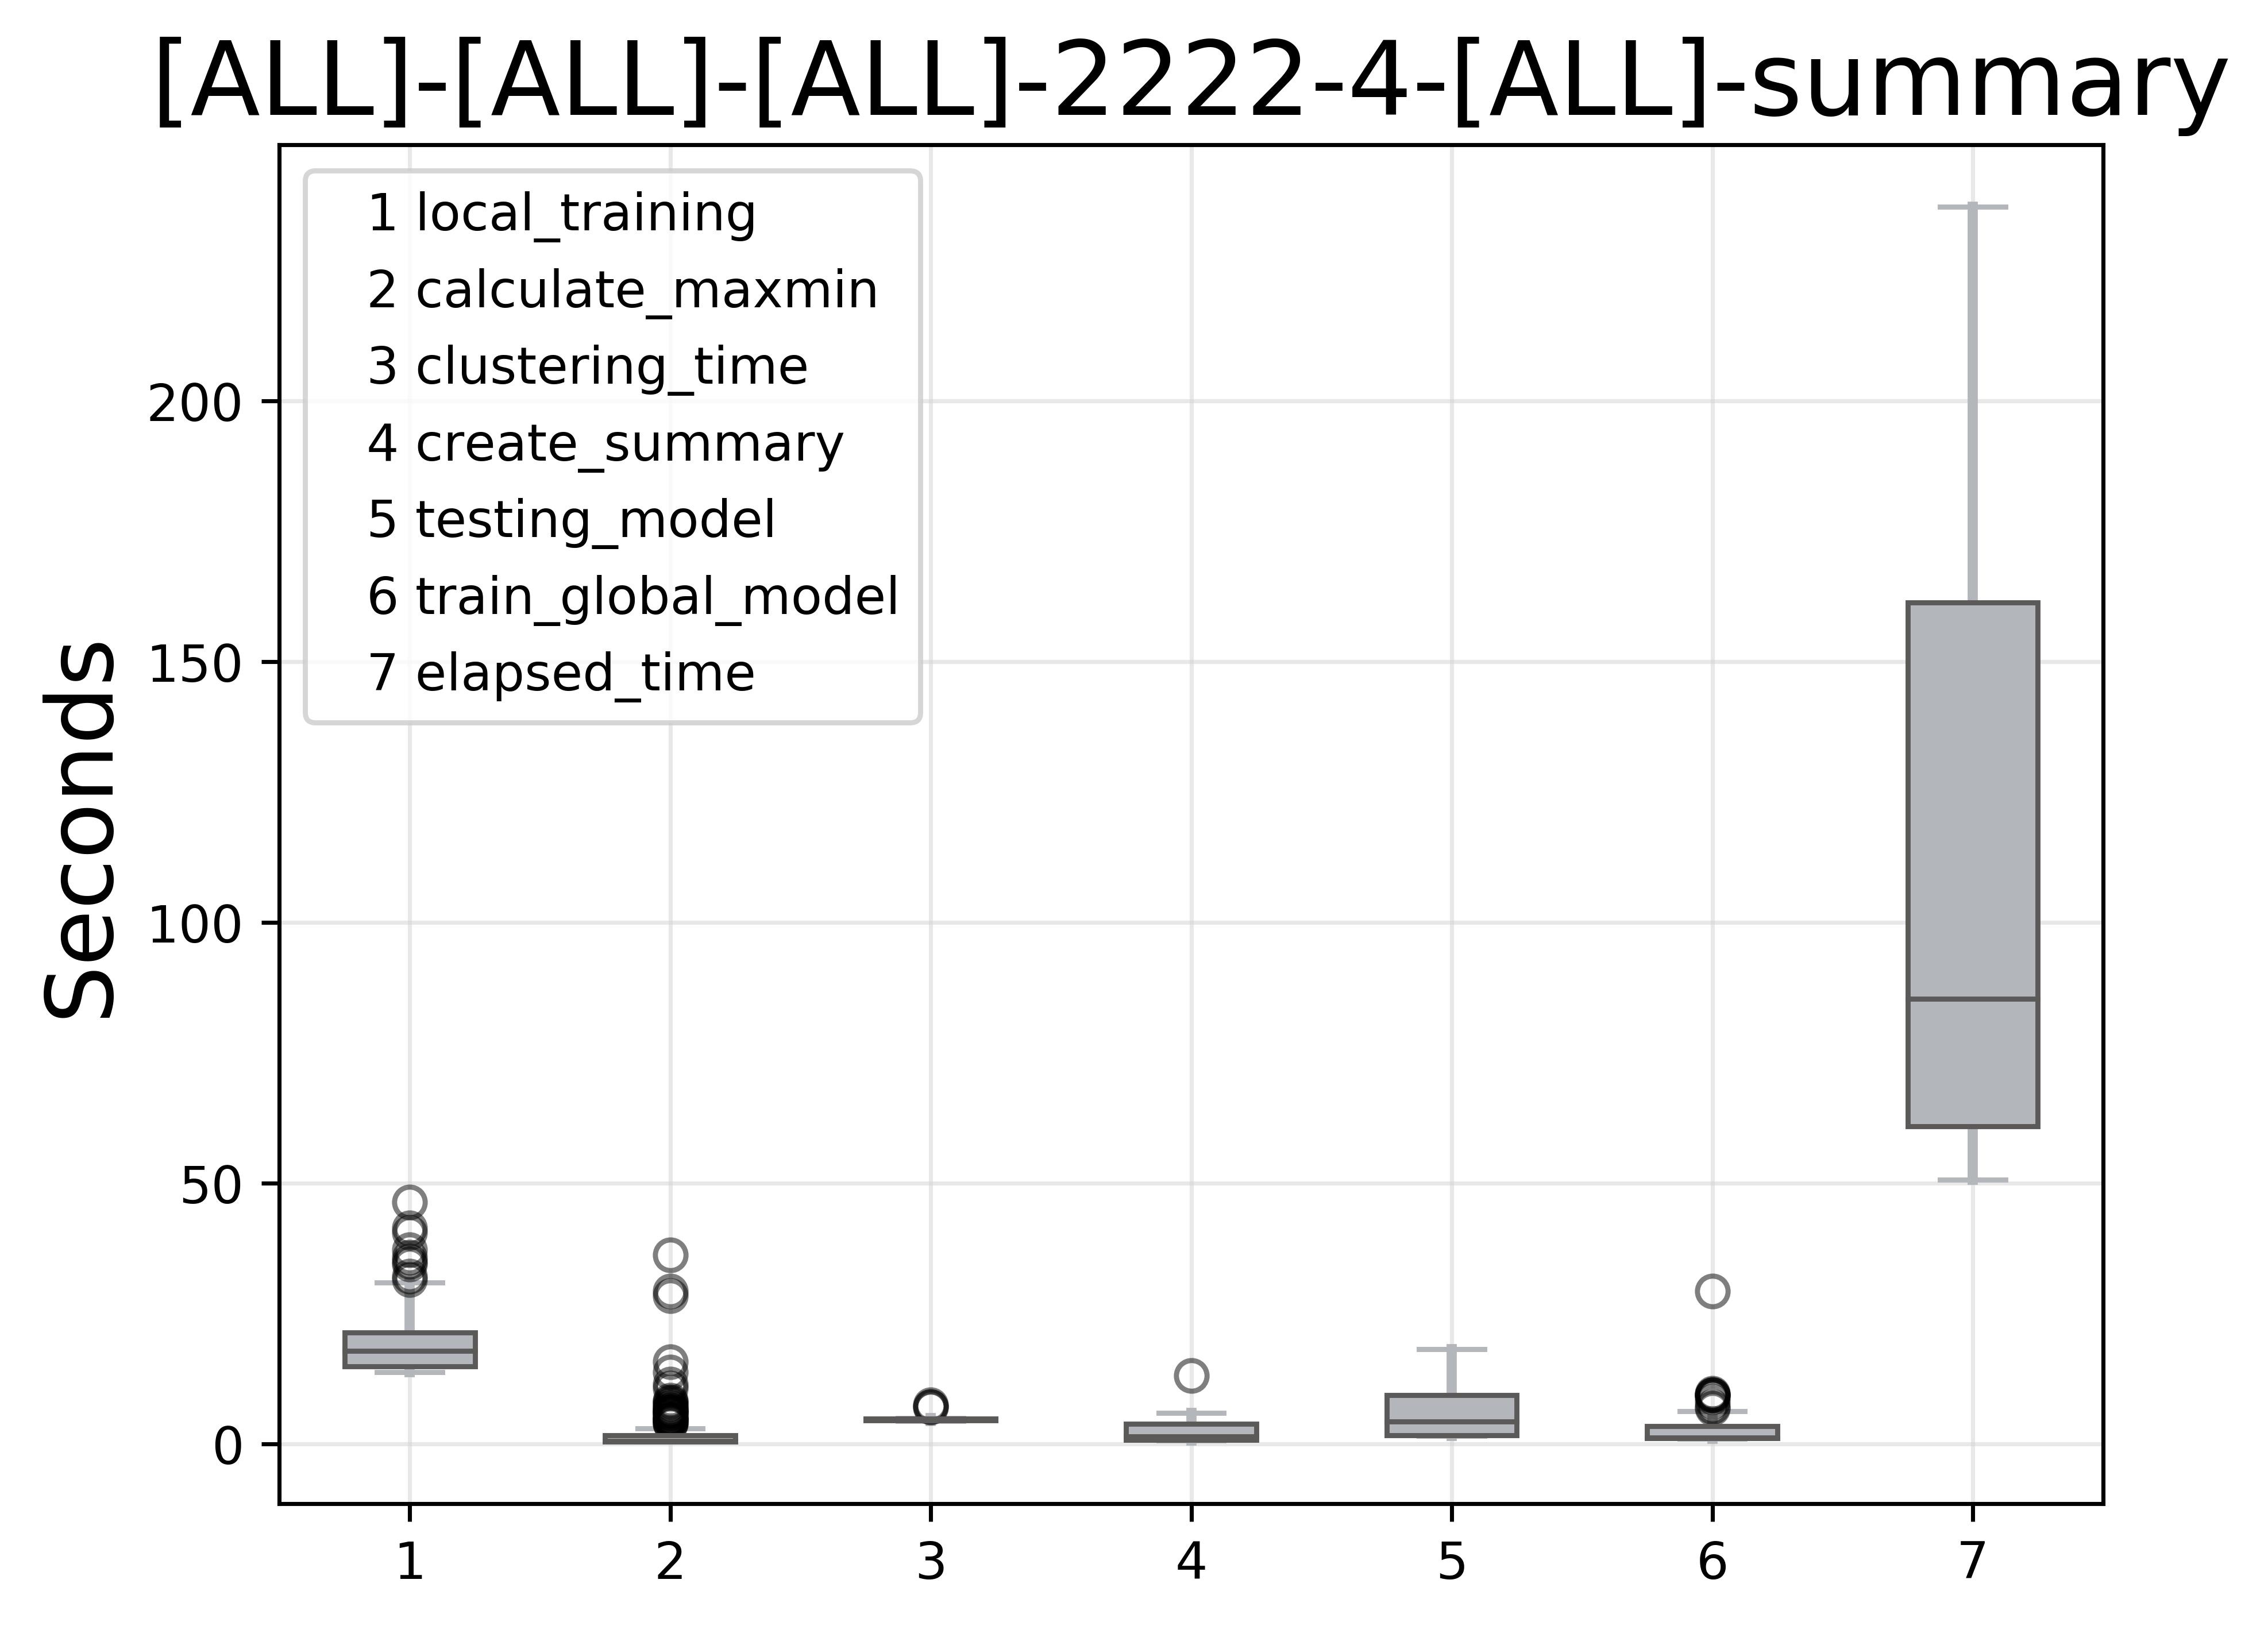 [ALL]-[ALL]-[ALL]-2222-4-[ALL]-summary
1 local_training
2 calculate_maxmin
3 clustering_time
4 create_summary
5 testing_model
6 train_global_model
7 elapsed_time
Seconds
200
150
100
50
0
1 2 3 4 5 6 7